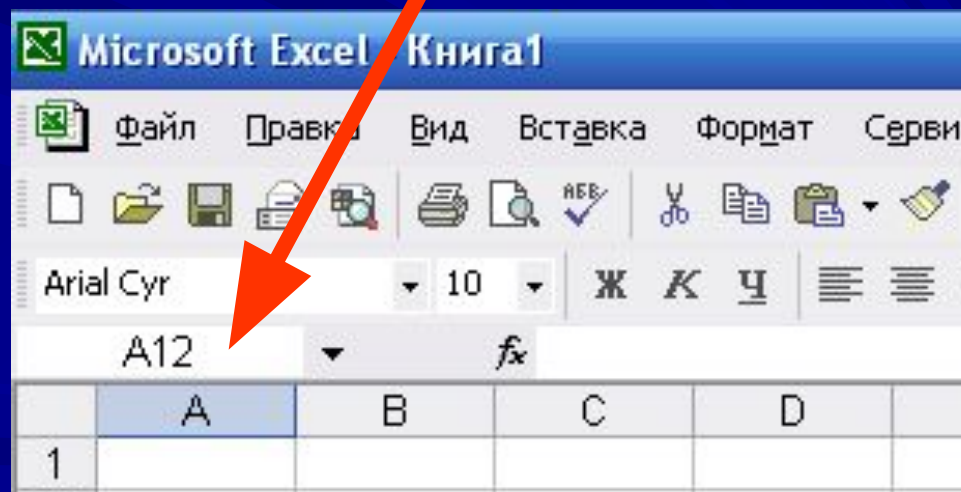 Microsoft Excel - Книга1
Файл Правка Вид Вставка Формат Серви
Arial Cyr 10 Ж К Ч
A12 fx
A B C D
1